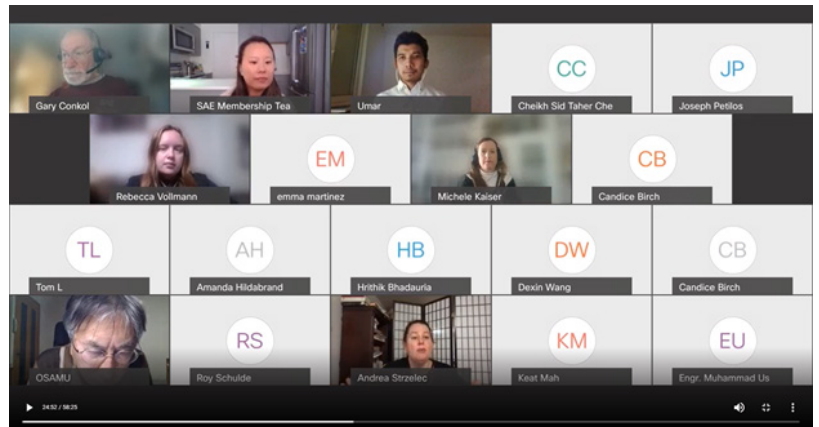 CC
JP
Gary Conkol
SAE Membership Tea
Umar
Cheikh Sid Taher Che
Joseph Petilos
EM
CB
Rebecca Vollmann
emma martinez
Michele Kaiser
Candice Birch
TL
AH
HB
DW
CB
Tom L
Amanda Hildabrand
Hrithik Bhadauria
Dexin Wang
Candice Birch
RS
KM
EU
OSAMU
Roy Schulde
Andrea Strzelec
Keat Mah
Engr. Muhammad Us
24:52 / 58:25